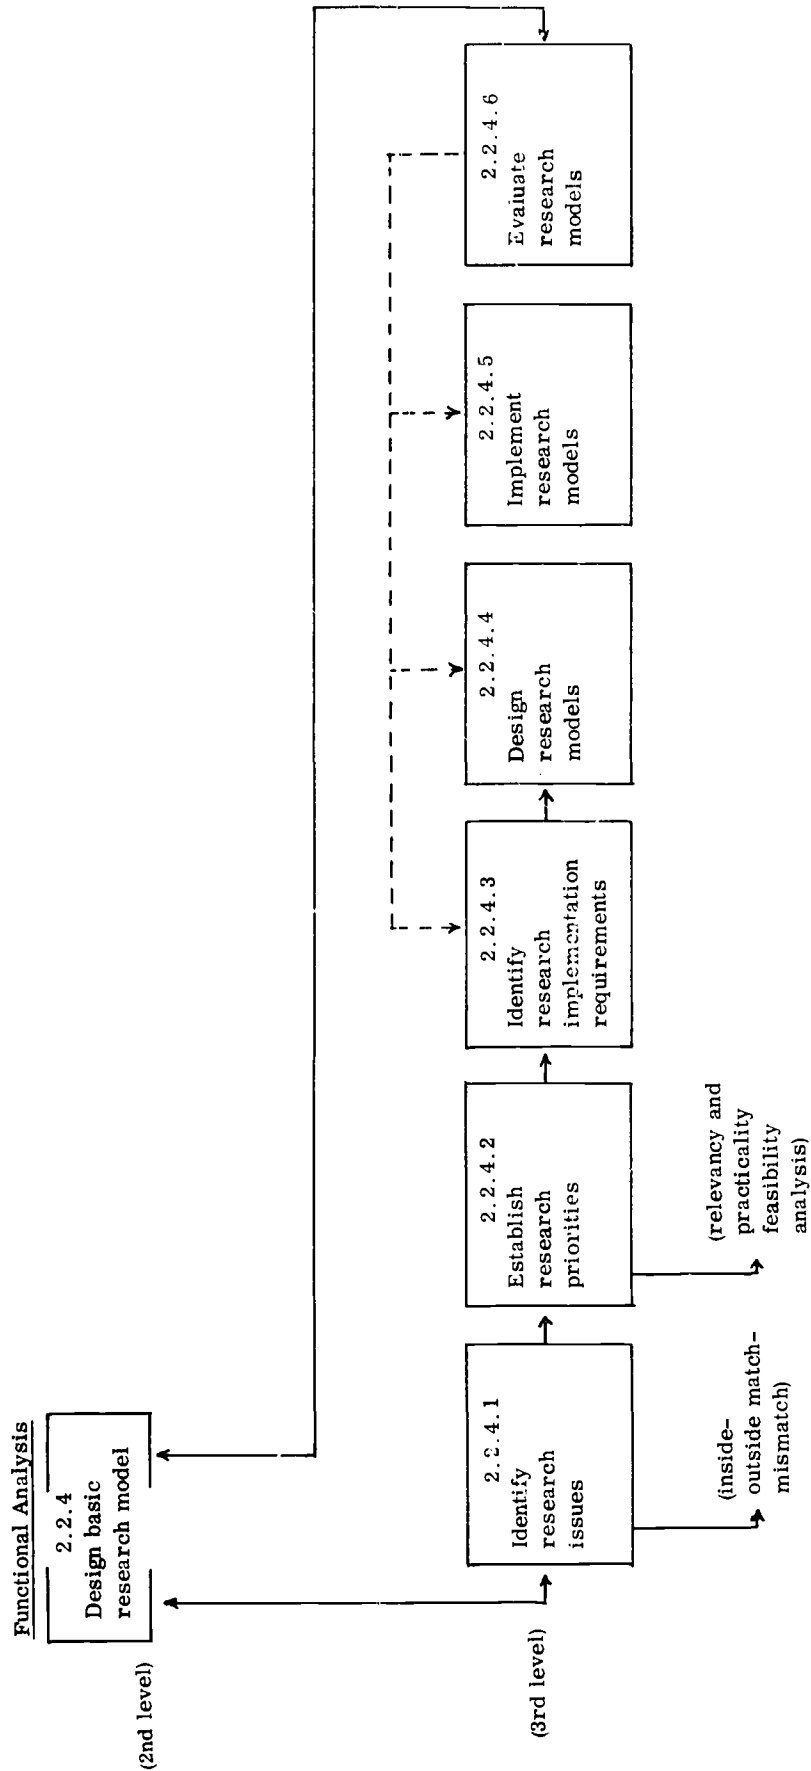 Functional Analysis
2.2.4
Design basic
research model
(2nd level)
(3rd level)
2.2.4.1
Identify
research
issues
(inside-
outside match-
mismatch)
2.2.4.2
Establish
research
priorities
(relevancy and
practicality
feasibility
analysis)
2.2.4.3
Identify
research
implementation
requirements
2.2.4.4
Design
research
models
2.2.4.5
Implement
research
models
2.2.4.6
Evaluate
research
models